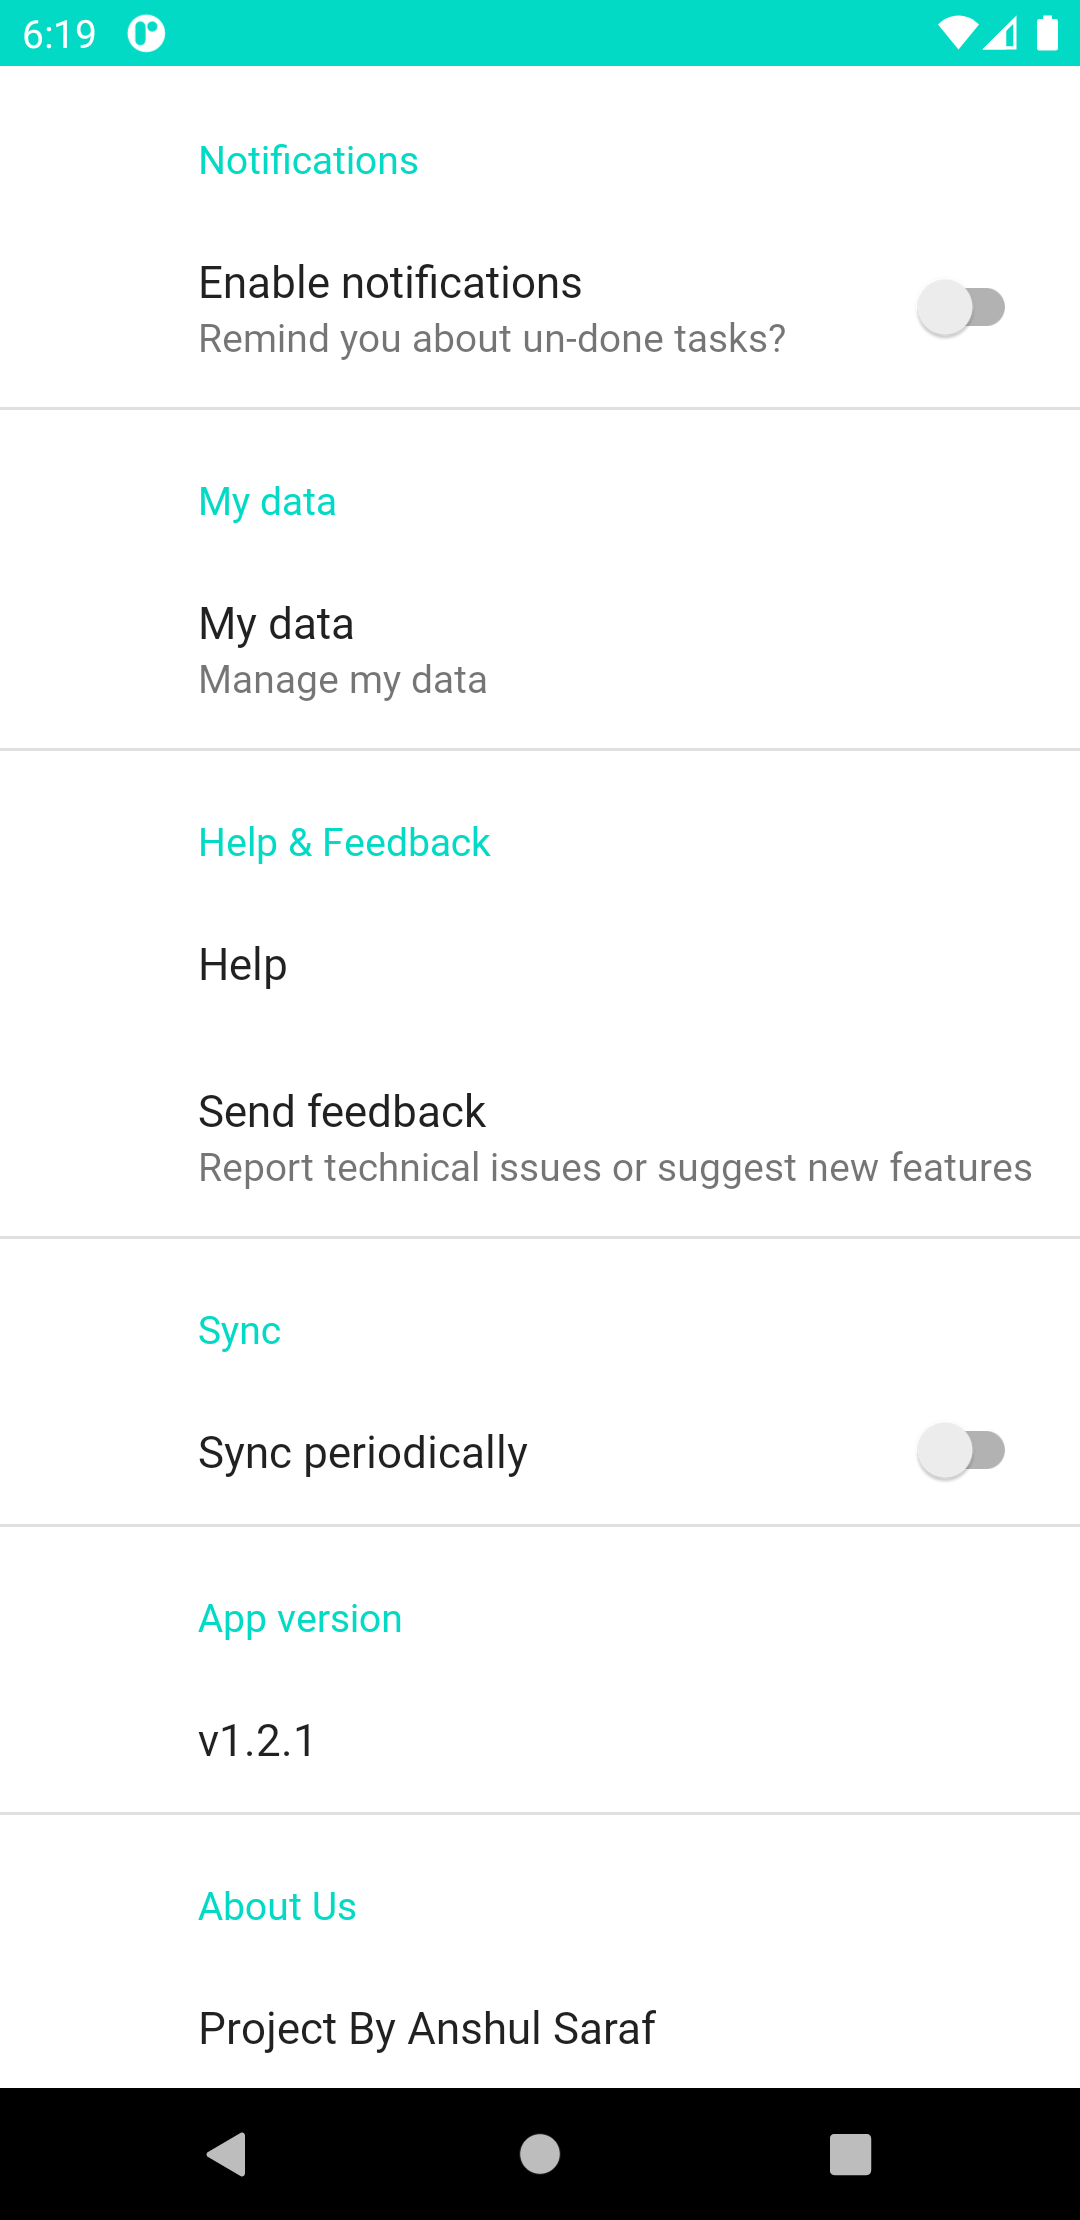 6:19
Notifications
Enable notifications
Remind you about un-done tasks?
My data
My data
Manage my data
Help & Feedback
Help
Send feedback
Report technical issues or suggest new features
Sync
Sync periodically
App version
v1.2.1
About Us
Project By Anshul Saraf